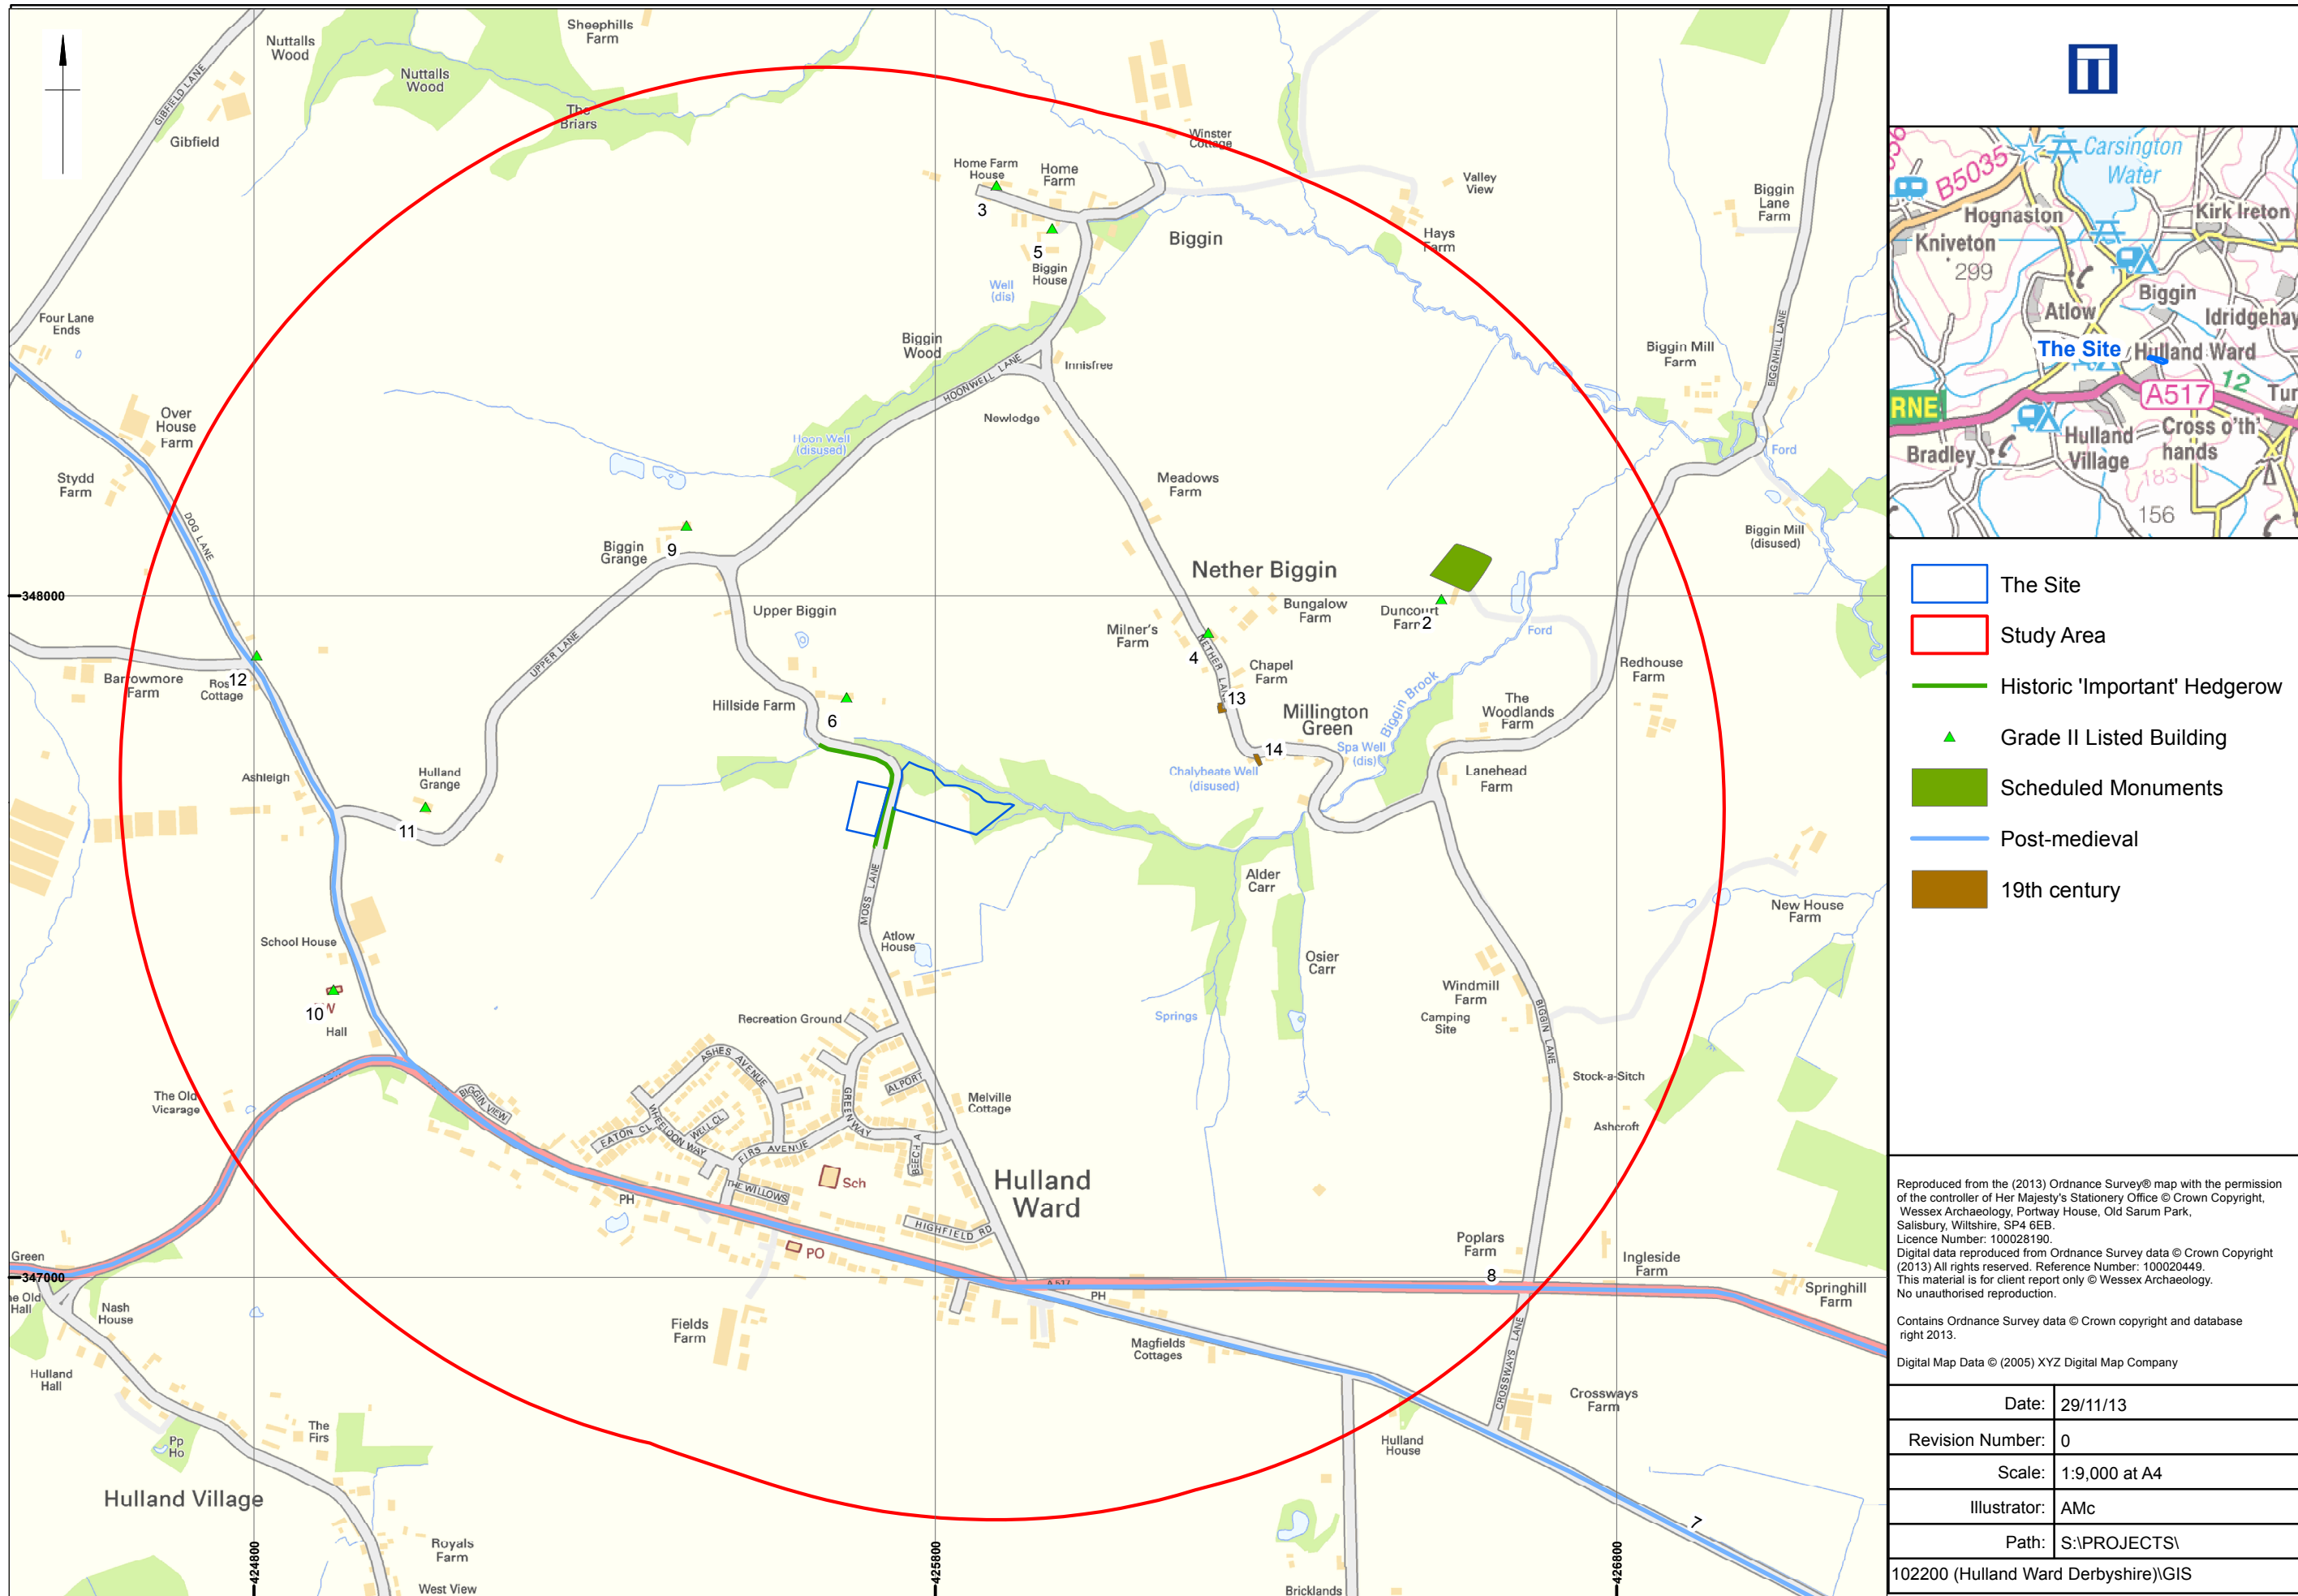 Sheephills
Farm
Nuttalls
Wood
Nuttalls
Wood
GIBFIELD LANE
Gibfield
The
Briars
Winster
Cottage
Home Farm
House
Home
Farm
3
5
Biggin
House
Biggin
Valley
View
Hays
Farm
Biggin
Lane
Farm
Well
(dis)
Four Lane
Ends
Biggin
Wood
HOONWELL LANE
Innisfree
Newlodge
Biggin Mill
Farm
BIGGNHILL LANE
Over
House
Farm
Stydd
Farm
Hoon Well
(disused)
Ford
Meadows
Farm
DOG LANE
Biggin
Grange
9
Biggin Mill
(disused)
Nether Biggin
348000
Upper Biggin
Bungalow
Farm
Duncourt
Farm
2
Milner's
Farm
4
NETHER LANE
Ford
UPPER LANE
Barrowmore
Farm
12
Cottage
Chapel
Farm
13
Redhouse
Farm
Hillside Farm
6
Millington
Green
14
Biggin Brook
The
Woodlands
Farm
Spa Well
(dis)
Chalybeate Well
(disused)
Lanehead
Farm
Ashleigh
Hulland
Grange
11
MOSS LANE
Alder
Carr
New House
Farm
School House
Atlow
House
Osier
Carr
10
Hall
Windmill
Farm
Camping
Site
BIGGIN LANE
Recreation Ground
Springs
ASHES AVENUE
ALPORT
GREENWAY
Melville
Cottage
Stock-a-Sitch
The Old
Vicarage
BIGGIN VIEW
EATON CL
WHEELDON WAY
WELL CL
FIRS AVENUE
BEECH A
Ashcroft
Sch
THE WILLOWS
Hulland
Ward
PH
HIGHFIELD RD
PO
Poplars
Farm
8
Ingleside
Farm
Green
347000
Hall
A 517
PH
Springhill
Farm
Nash
House
Fields
Farm
Magfields
Cottages
CROSSWAYS LANE
Hulland
Hall
Crossways
Farm
The
Firs
Pp
Ho
Hulland
House
Hulland Village
7
Royals
Farm
West View
Bricklands
424800
425800
426800
Carsington
Water
B5035
Hognaston
Kirk Ireton
Kniveton
299
Atlow
Biggin
Idridgehay
The Site
Hulland Ward
12
A517
Tur
RNE
Hulland
Village
Cross o'th'
hands
Bradley
183
156
The Site
Study Area
Historic 'Important' Hedgerow
Grade II Listed Building
Scheduled Monuments
Post-medieval
19th century
Reproduced from the (2013) Ordnance Survey® map with the permission
of the controller of Her Majesty's Stationery Office © Crown Copyright,
Wessex Archaeology, Portway House, Old Sarum Park,
Salisbury, Wiltshire, SP4 6EB.
Licence Number: 100028190.
Digital data reproduced from Ordnance Survey data © Crown Copyright
(2013) All rights reserved. Reference Number: 100020449.
This material is for client report only © Wessex Archaeology.
No unauthorised reproduction.
Contains Ordnance Survey data © Crown copyright and database
right 2013.
Digital Map Data © (2005) XYZ Digital Map Company
Date: 29/11/13
Revision Number: 0
Scale: 1:9,000 at A4
Illustrator: AMc
Path: S:\PROJECTS\
102200 (Hulland Ward Derbyshire)\GIS